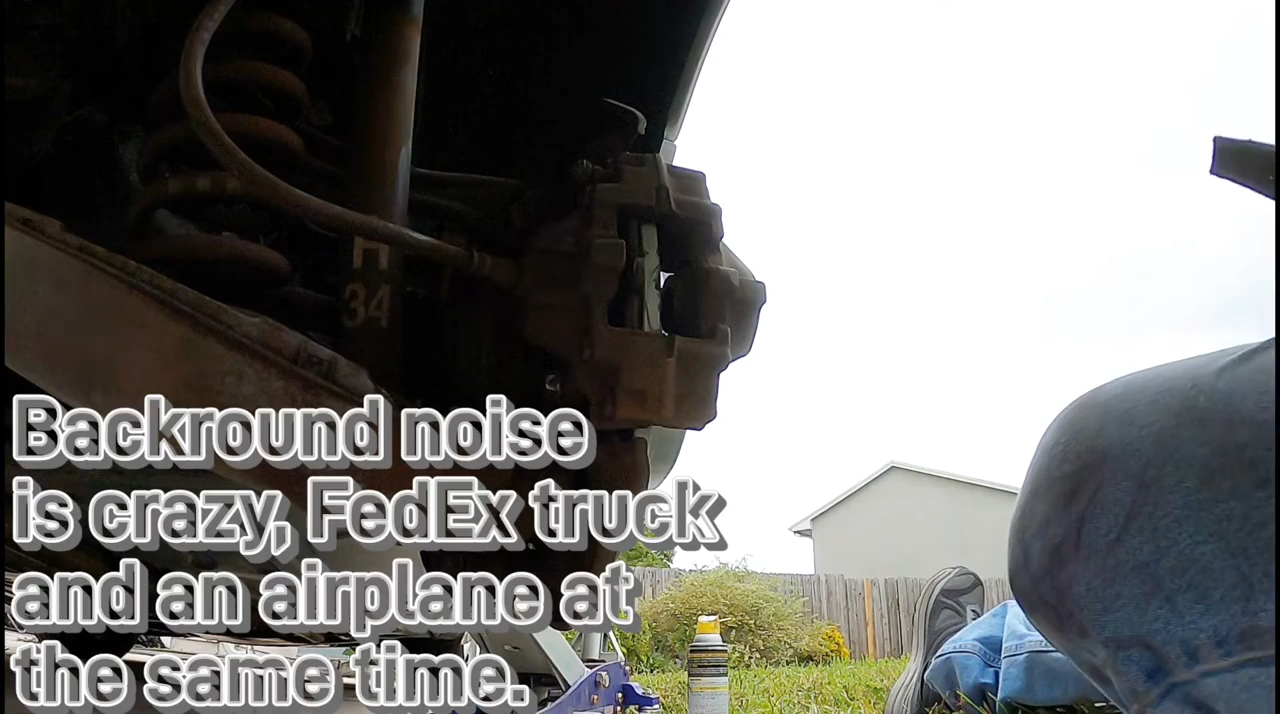 H
34
Backround noise
is crazy, FedEx truck
and an airplane at
the same time.